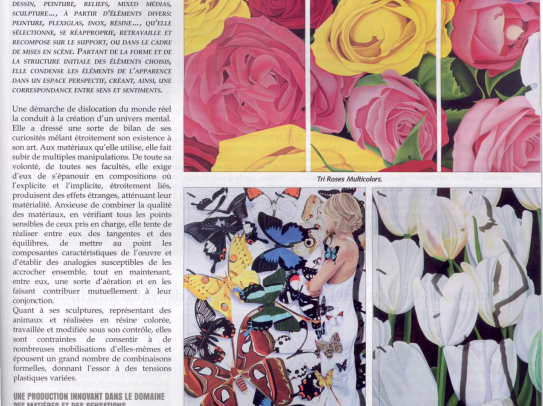 DESSIN, PEINTURE, RELIEFS, MIXED MÉDIAS,
SCULPTURE..., À PARTIR D'ÉLÉMENTS DIVERS
PEINTURE, PLEXIGLAS, INOX, RÉSINE..., QU'ELLE
SÉLECTIONNE, SE RÉAPPROPRIE, RETRAVAILLE ET
RECOMPOSE SUR LE SUPPORT, OU DANS LE CADRE
DE MISES EN SCÈNE. PARTANT DE LA FORME ET DE
LA STRUCTURE INITIALE DES ÉLÉMENTS CHOISIS,
ELLE CONDENSE LES ÉLÉMENTS DE L'APPARENCE
DANS UN ESPACE PERSPECTIF, CRÉANT, AINSI, UNE
CORRESPONDANCE ENTRE SENS ET SENTIMENTS.
Une démarche de dislocation du monde réel
la conduit à la création d'un univers mental.
Elle a dressé une sorte de bilan de ses
curiosités mêlant étroitement son existence à
son art. Aux matériaux qu'elle utilise, elle fait
subir de multiples manipulations. De toute sa
volonté, de toutes ses facultés, elle exige
d'eux de s'épanouir en compositions où
l'explicite et l'implicite, étroitement liés,
produisent des effets étranges, atténuant leur
matérialité. Anxieuse de combiner la qualité
des matériaux, en vérifiant tous les points
sensibles de ceux pris en charge, elle tente de
réaliser entre eux des tangentes et des
équilibres, de mettre au point les
composantes caractéristiques de l'œuvre et
d'établir des analogies susceptibles de les
accrocher ensemble, tout en maintenant,
entre eux, une sorte d'aération et en les
faisant contribuer mutuellement à leur
conjonction.
Quant à ses sculptures, représentant des
animaux et réalisées en résine colorée,
travaillée et modifiée sous son contrôle, elles
sont contraintes de consentir à de
nombreuses mobilisations d'elles-mêmes et
épousent un grand nombre de combinaisons
formelles, donnant l'essor à des tensions
plastiques variées.
UNE PRODUCTION INNOVANT DANS LE DOMAINE
DES MATIÈRES ET DES SENSATIONS
Tri Roses Multicolors.